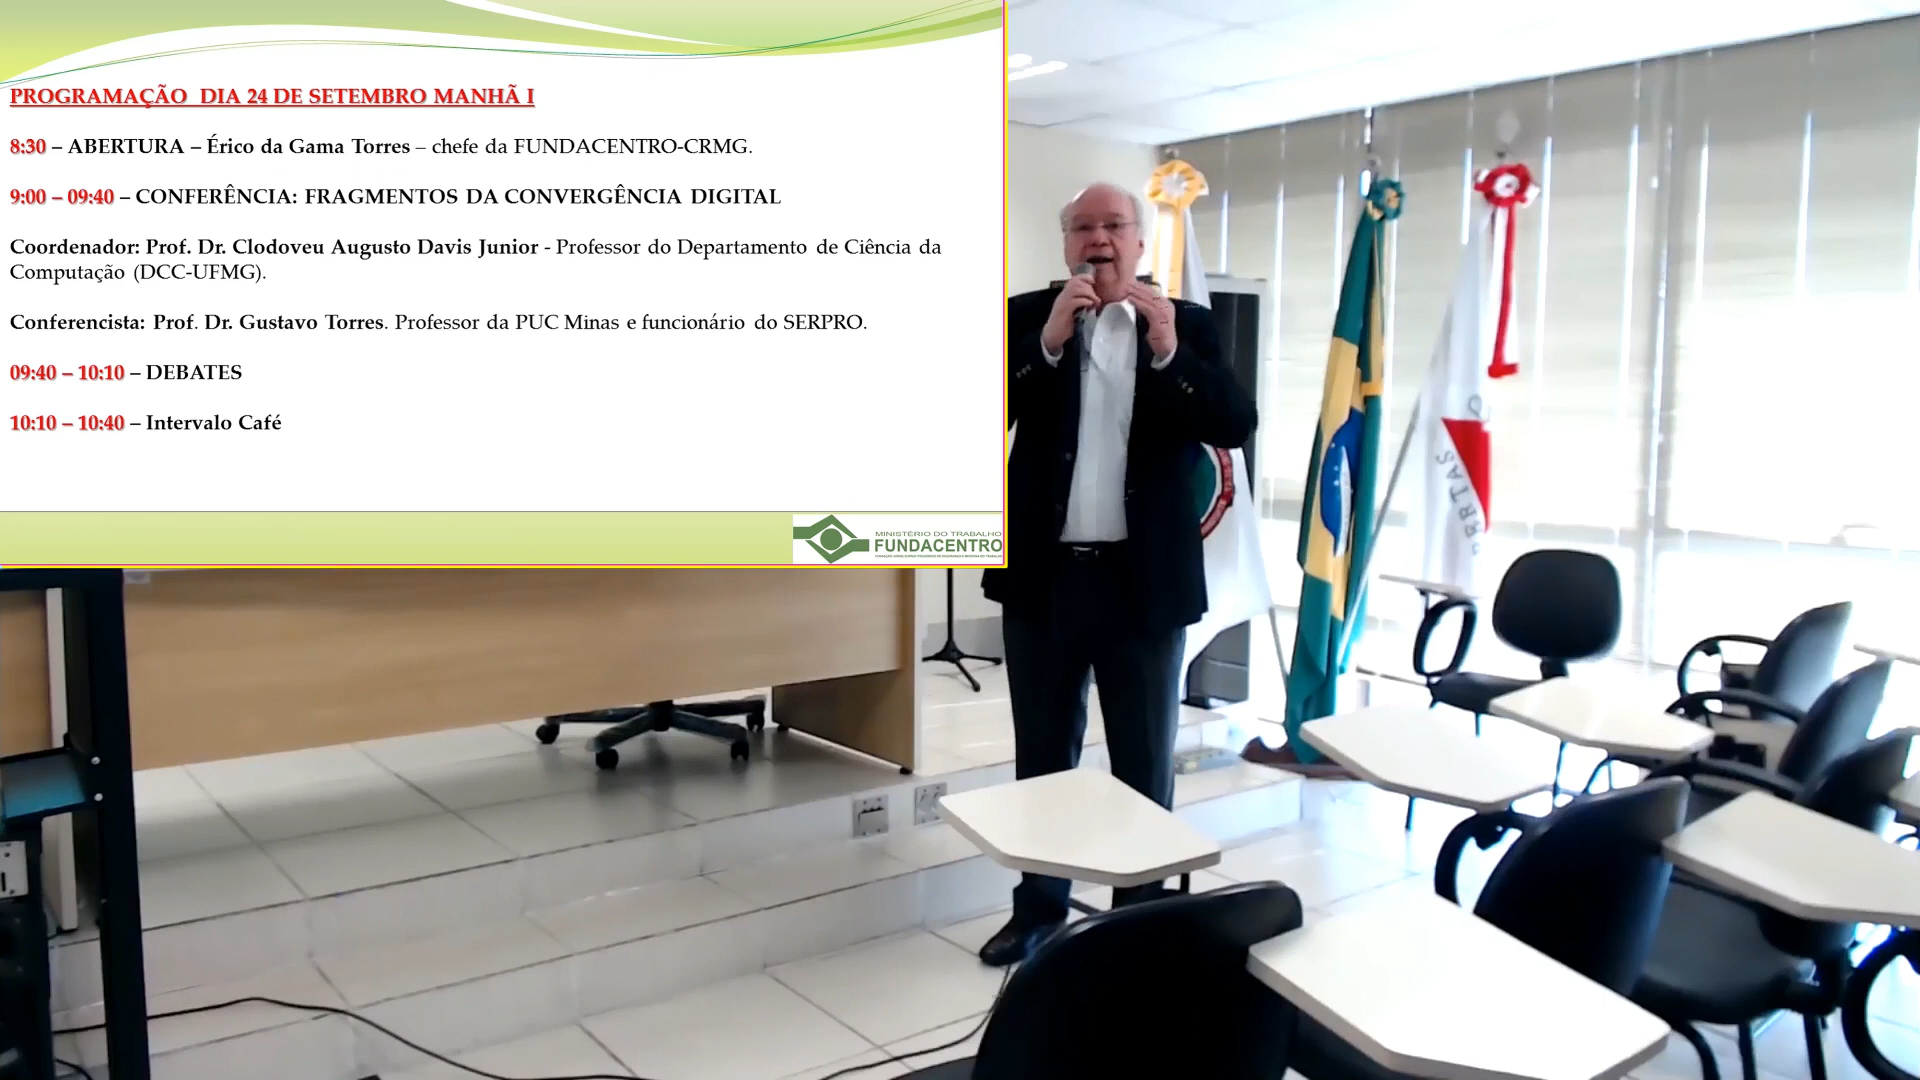 PROGRAMAÇÃO DIA 24 DE SETEMBRO MANHÃ I
8:30 – ABERTURA – Érico da Gama Torres – chefe da FUNDACENTRO-CRMG.
9:00 – 09:40 – CONFERÊNCIA: FRAGMENTOS DA CONVERGÊNCIA DIGITAL
Coordenador: Prof. Dr. Clodoveu Augusto Davis Junior - Professor do Departamento de Ciência da
Computação (DCC-UFMG).
Conferencista: Prof. Dr. Gustavo Torres. Professor da PUC Minas e funcionário do SERPRO.
09:40 – 10:10 – DEBATES
10:10 – 10:40 – Intervalo Café
MINISTÉRIO DO TRABALHO
FUNDACENTRO